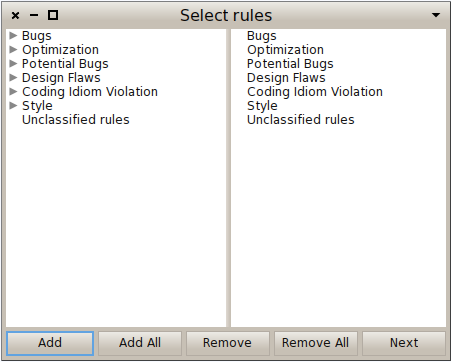 Select rules
Bugs
Optimization
Potential Bugs
Design Flaws
Coding Idiom Violation
Style
Unclassified rules
Bugs
Optimization
Potential Bugs
Design Flaws
Coding Idiom Violation
Style
Unclassified rules
Add
Add All
Remove
Remove All
Next